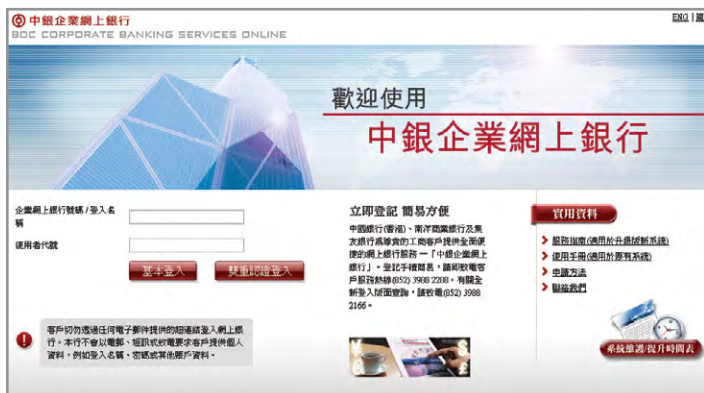 中銀企業網上銀行
BOC CORPORATE BANKING SERVICES ONLINE
ENG | 簡
歡迎使用
中銀企業網上銀行
企業網上銀行號碼 / 登入名
稱
使用者代號
基本登入
雙重認證登入
客戶切勿透過任何電子郵件提供的超連結登入網上銀
行。本行不會以電郵、短訊或致電要求客戶提供個人
資料,例如登入名稱、密碼或其他賬戶資料。
立即登記 簡易方便
中國銀行(香港)、南洋商業銀行及集
友銀行為尊貴的工商客戶提供全面便
捷的網上銀行服務 — 「中銀企業網上
銀行」。登記手續簡易,請即致電客
戶服務熱線(852) 3988 2288。有關全
新登入版面查詢,請致電(852) 3988
2166。
實用資料
服務指南(適用於升級版新系統)
使用手冊(適用於原有系統)
申請方法
聯絡我們
系統維護/提升時間表